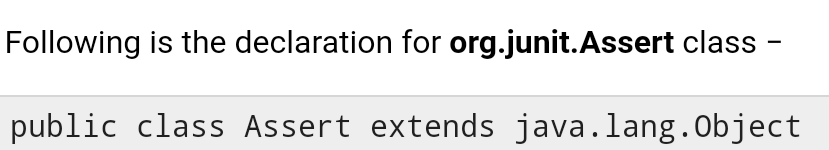 Following is the declaration for org.junit.Assert class −
public class Assert extends java.lang.Object